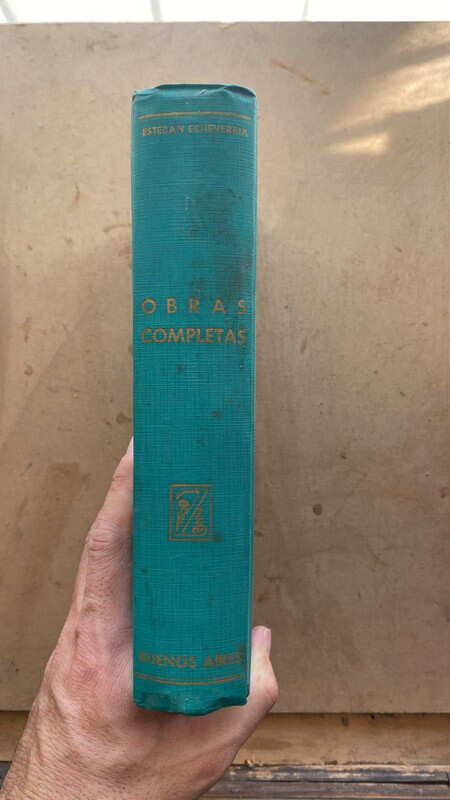 ESTEBAN ECHEVERRIA
OBRAS
COMPLETAS
BUENOS AIRES